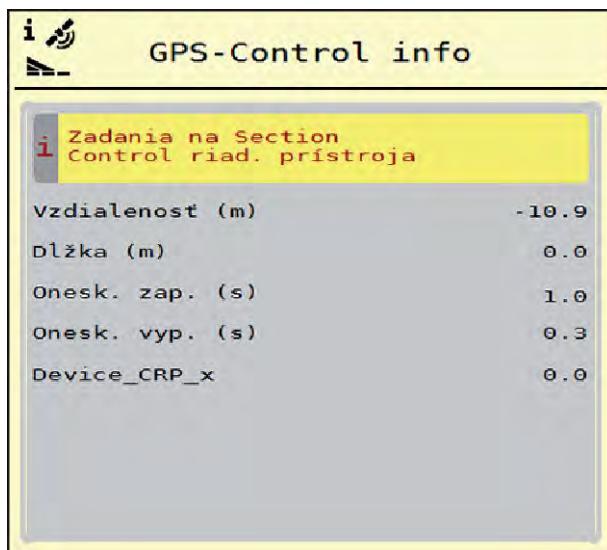 i
GPS-Control info
i Zadania na Section
Control riad. prístroja
Vzdialenosť (m) -10.9
Dĺžka (m) 0.0
Onesk. zap. (s) 1.0
Onesk. vyp. (s) 0.3
Device_CRP_x 0.0